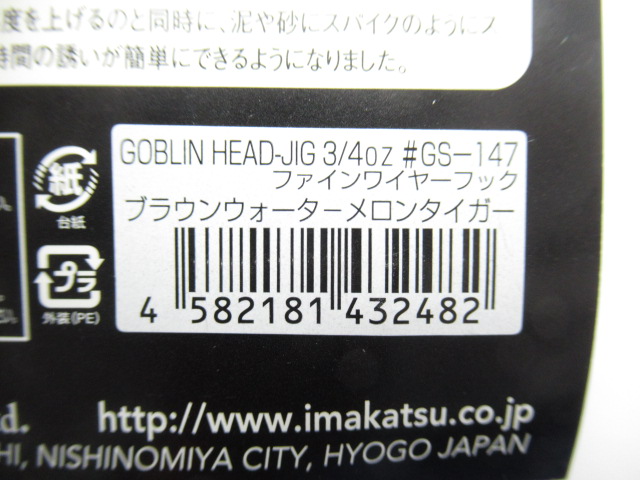 度を上げるのと同時に、泥や砂にスパイクのようにフ
時間の誘いが簡単にできるようになりました。
GOBLIN HEAD-JIG 3/4oz #GS-147
ファインワイヤーフック
ブラウンウォーターメロンタイガー
4 582181 432482
紙
台紙
プラ
外装(PE)
d.
http://www.imakatsu.co.jp
HI, NISHINOMIYA CITY, HYOGO JAPAN